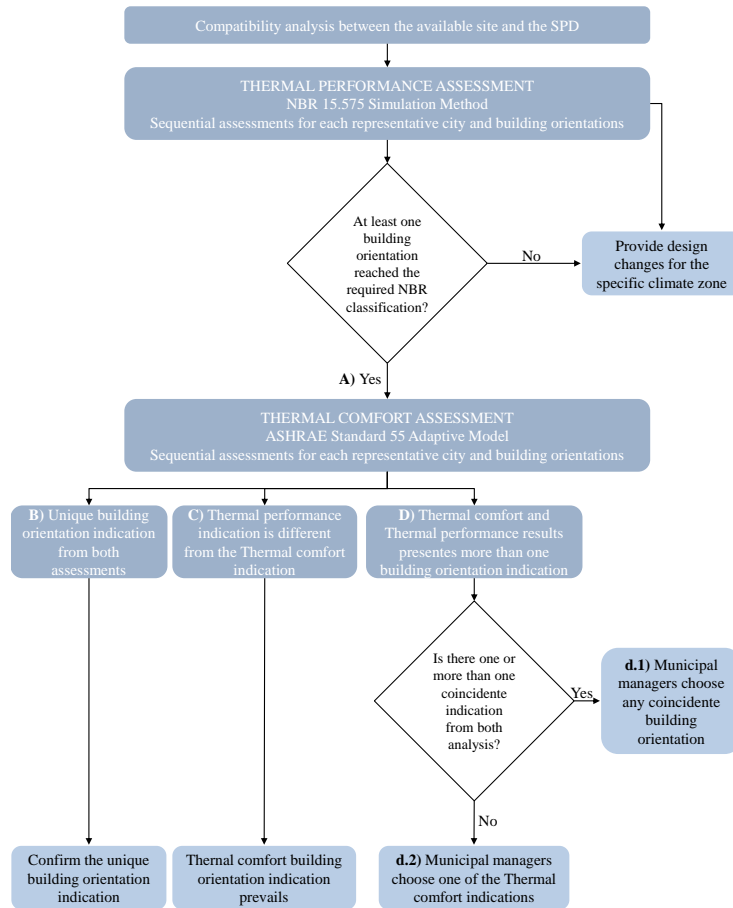 Compatibility analysis between the available site and the SPD
THERMAL PERFORMANCE ASSESSMENT
NBR 15.575 Simulation Method
Sequential assessments for each representative city and building orientations
At least one
building
orientation
reached the
required NBR
classification?
No
Provide design
changes for the
specific climate zone
A) Yes
THERMAL COMFORT ASSESSMENT
ASHRAE Standard 55 Adaptive Model
Sequential assessments for each representative city and building orientations
B) Unique building
orientation indication
from both
assessments
C) Thermal performance
indication is different
from the Thermal comfort
indication
D) Thermal comfort and
Thermal performance results
presentes more than one
building orientation indication
Is there one or
more than one
coincidente
indication
from both
analysis?
Yes
d.1) Municipal
managers choose
any coincidente
building
orientation
No
Confirm the unique
building orientation
indication
Thernal comfort building
orientation indication
prevails
d.2) Municipal managers
choose one of the Thermal
comfort indications